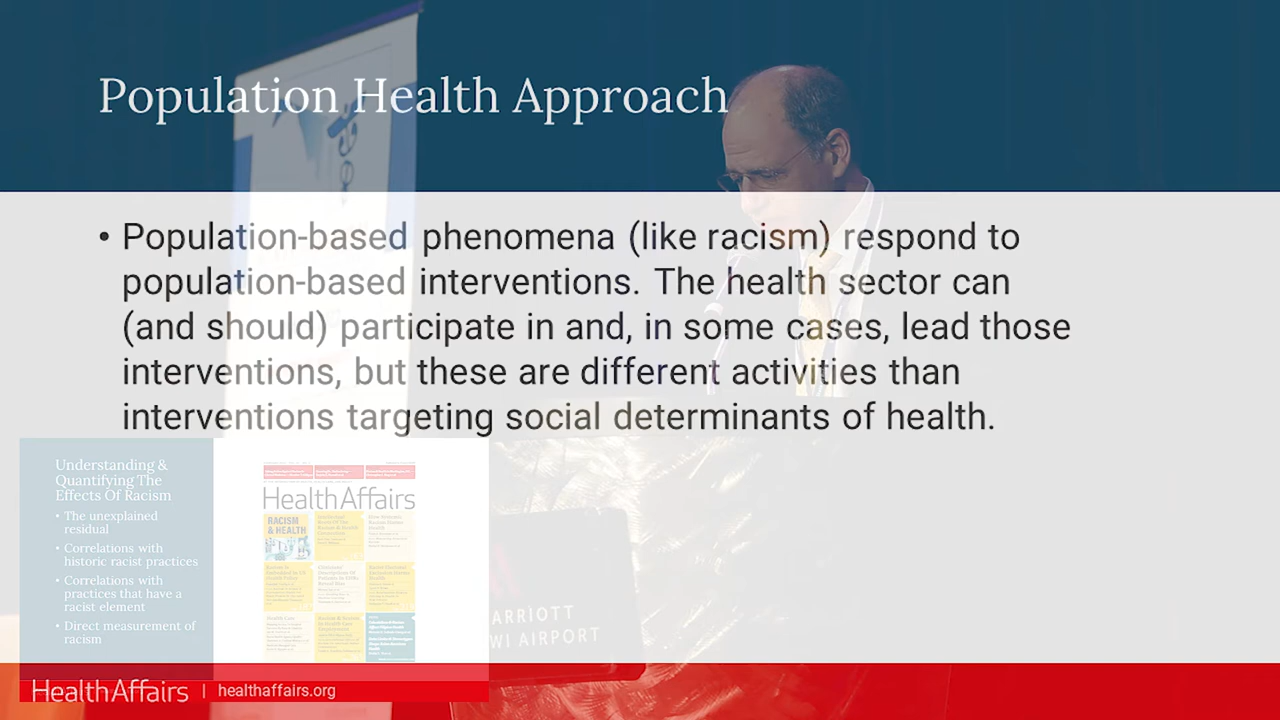 Population Health Approach
• Population-based phenomena (like racism) respond to
population-based interventions. The health sector can
(and should) participate in and, in some cases, lead those
interventions, but these are different activities than
interventions targeting social determinants of health.
Understanding &
Quantifying The
Effects Of Racism
• The unexplained
residual
• Correlations with
historic racist practices
• Correlations with
practices that have a
racist element
• Direct measurement of
racism
HealthAffairs
RACISM
& HEALTH
ARRIOTT
WI AIRPORT
HealthAffairs | healthaffairs.org